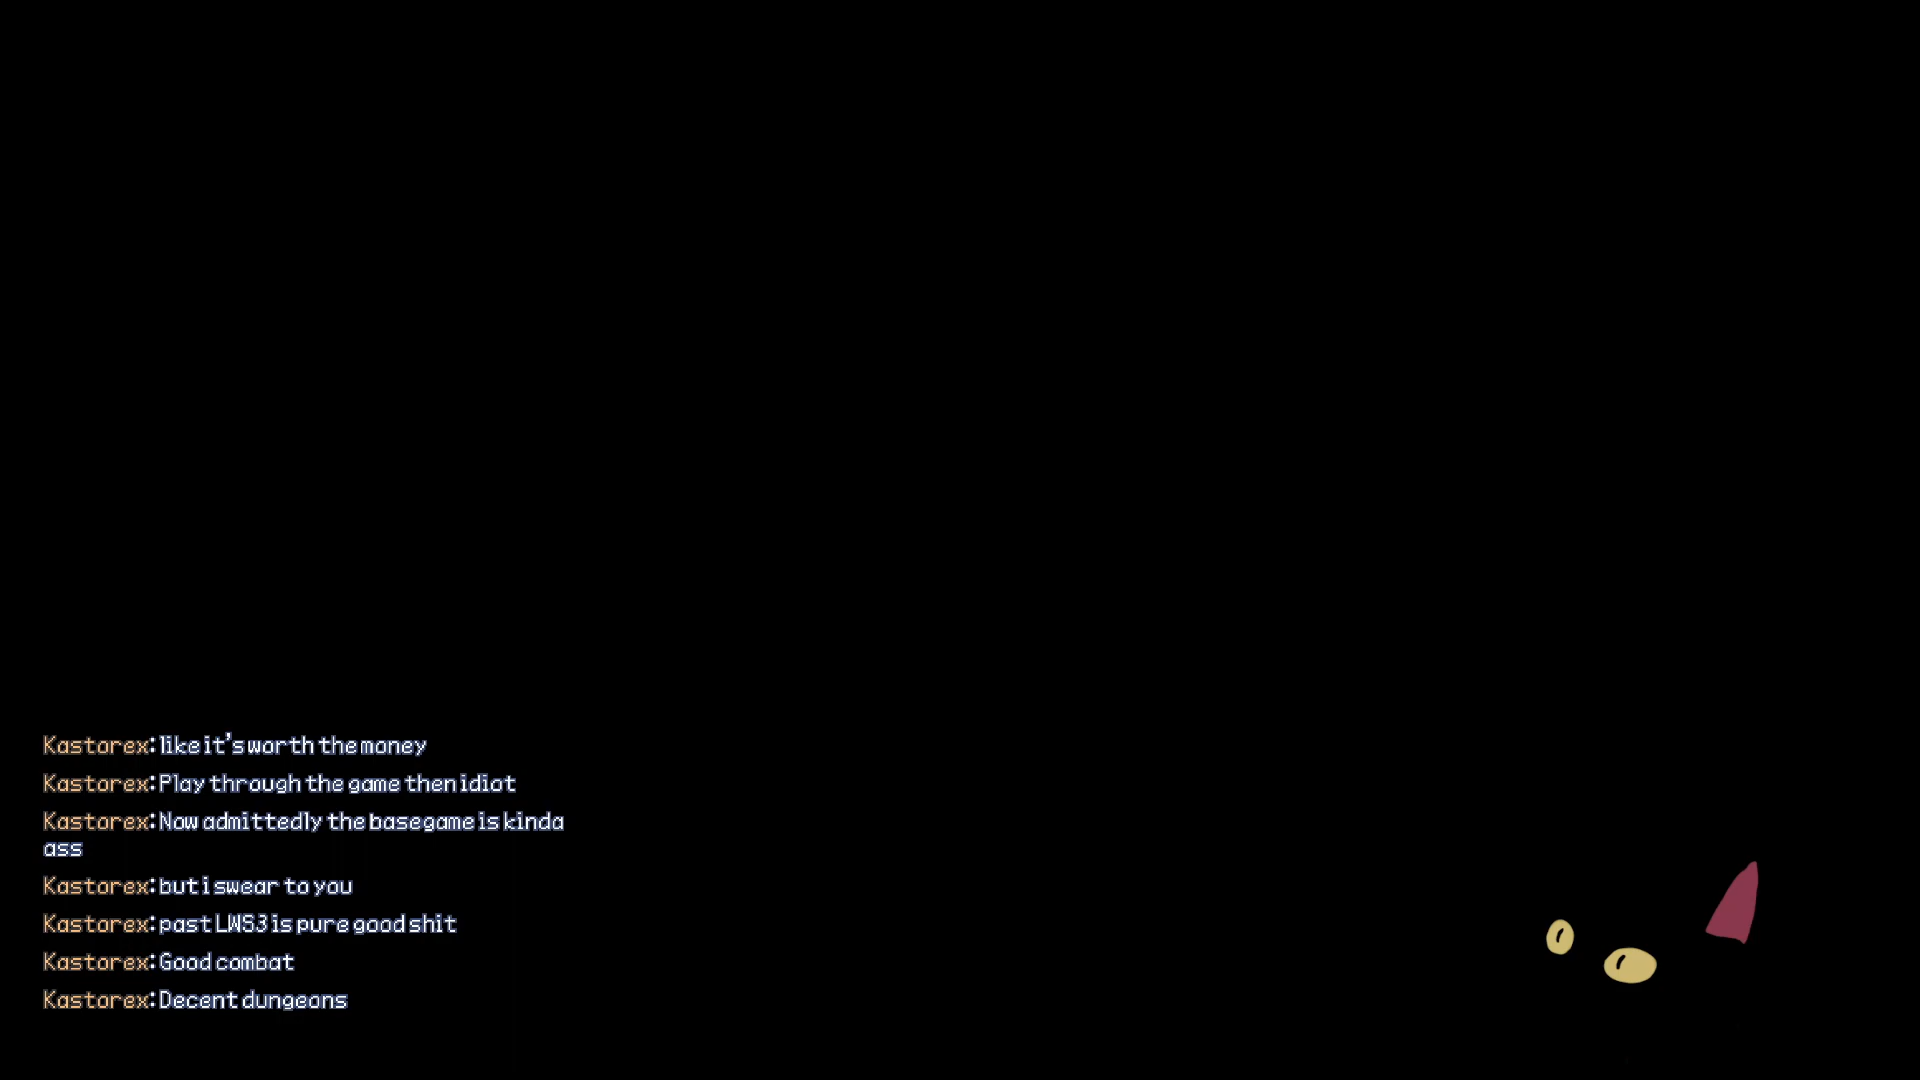 Kastorex: like it's worth the money
Kastorex: Play through the game then idiot
Kastorex: Now admittedly the basegame is kinda
ass
Kastorex: but i swear to you
Kastorex: past LWS3 is pure good shit
Kastorex: Good combat
Kastorex: Decent dungeons